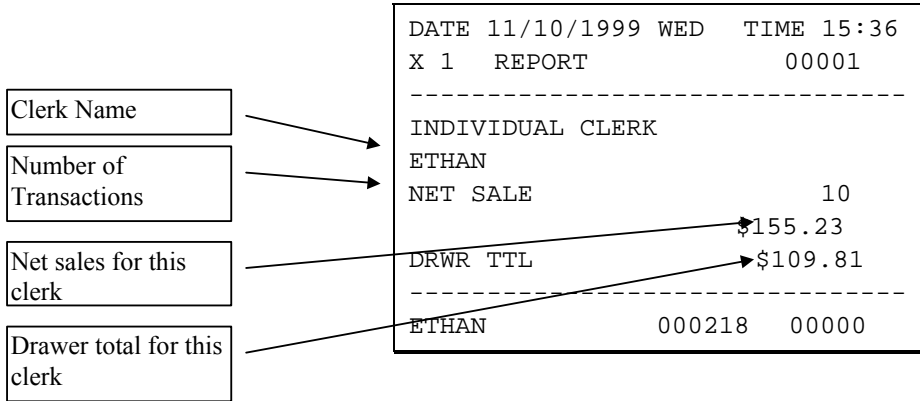 Clerk Name
Number of
Transactions
Net sales for this
clerk
Drawer total for this
clerk
DATE 11/10/1999 WED TIME 15:36
X 1 REPORT 00001
--------------------------------
INDIVIDUAL CLERK
ETHAN
NET SALE 10
$155.23
DRWR TTL $109.81
--------------------------------
ETHAN 000218 00000